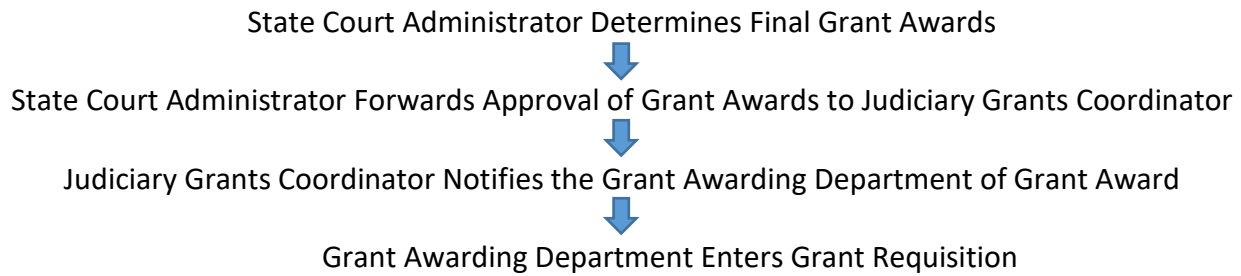 State Court Administrator Determines Final Grant Awards
State Court Administrator Forwards Approval of Grant Awards to Judiciary Grants Coordinator
Judiciary Grants Coordinator Notifies the Grant Awarding Department of Grant Award
Grant Awarding Department Enters Grant Requisition